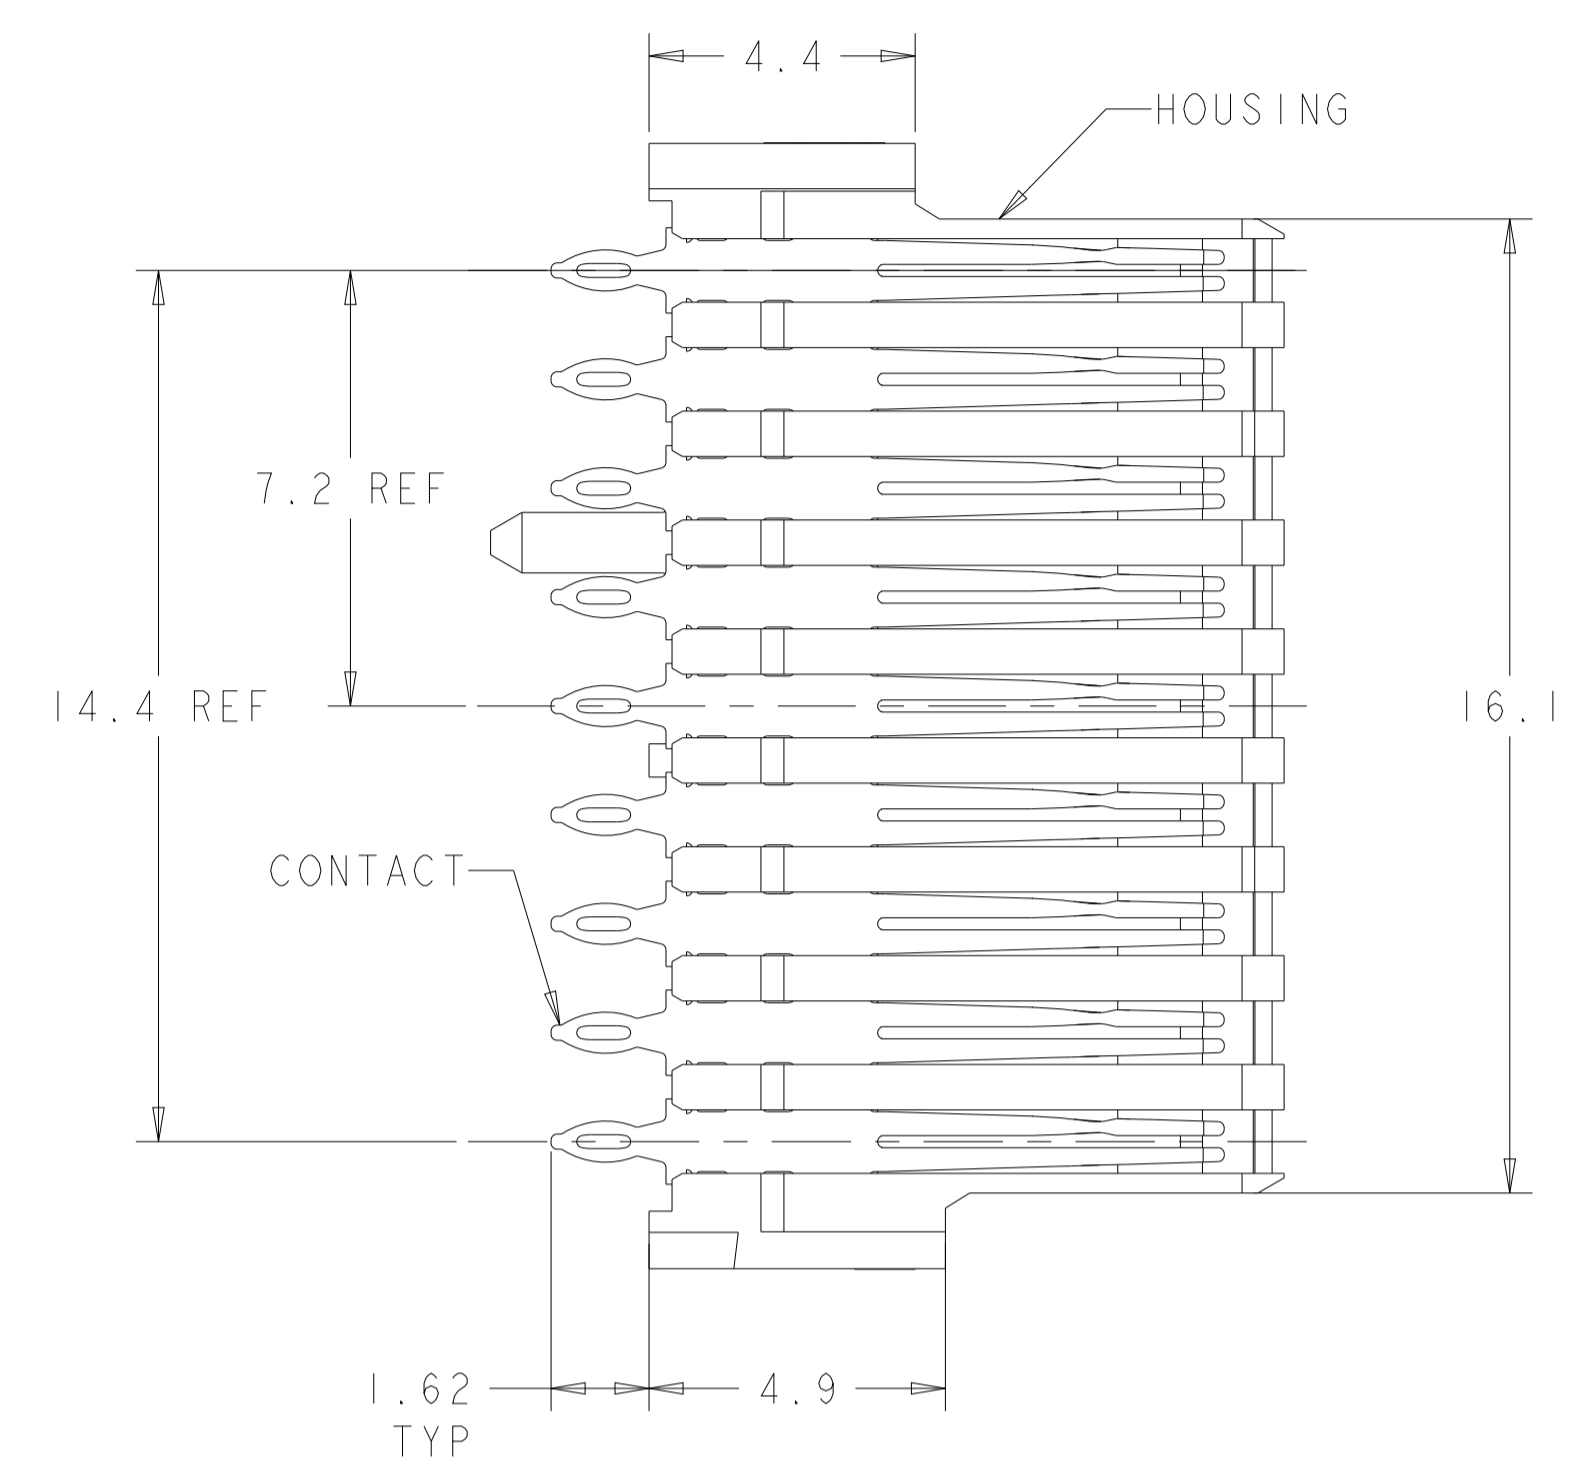 4.4
HOUSING
7.2 REF
14.4 REF
16.1
CONTACT
1.62
TYP
4.9